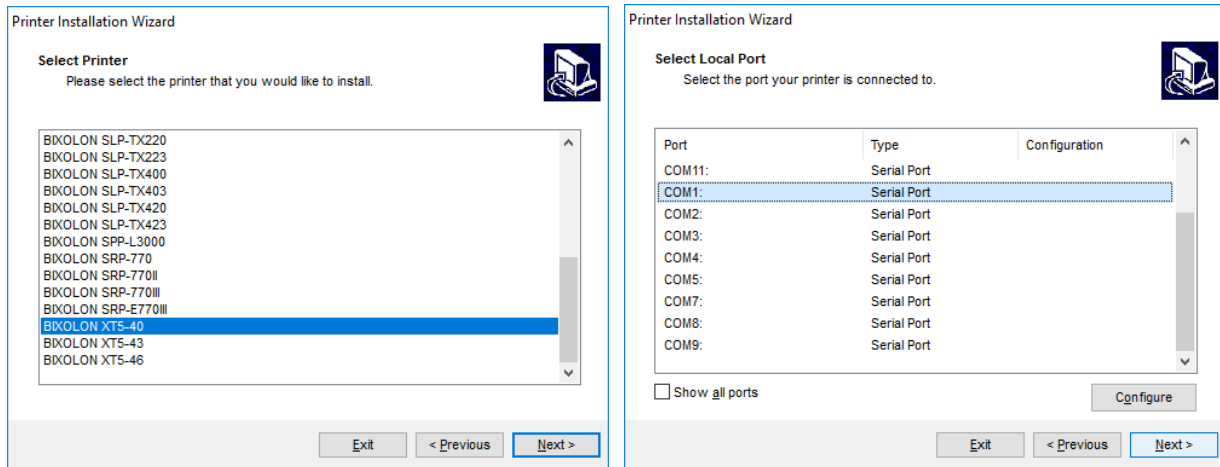 Printer Installation Wizard
Select Printer
Please select the printer that you would like to install.
BIXOLON SLP-TX220
BIXOLON SLP-TX223
BIXOLON SLP-TX400
BIXOLON SLP-TX403
BIXOLON SLP-TX420
BIXOLON SLP-TX423
BIXOLON SPP-L3000
BIXOLON SRP-770
BIXOLON SRP-770II
BIXOLON SRP-770III
BIXOLON SRP-E770III
BIXOLON XT5-40
BIXOLON XT5-43
BIXOLON XT5-46
Exit < Previous Next >
Printer Installation Wizard
Select Local Port
Select the port your printer is connected to.
Port Type Configuration
COM11: Serial Port
COM1: Serial Port
COM2: Serial Port
COM3: Serial Port
COM4: Serial Port
COM5: Serial Port
COM7: Serial Port
COM8: Serial Port
COM9: Serial Port
Show all ports
Configure
Exit < Previous Next >